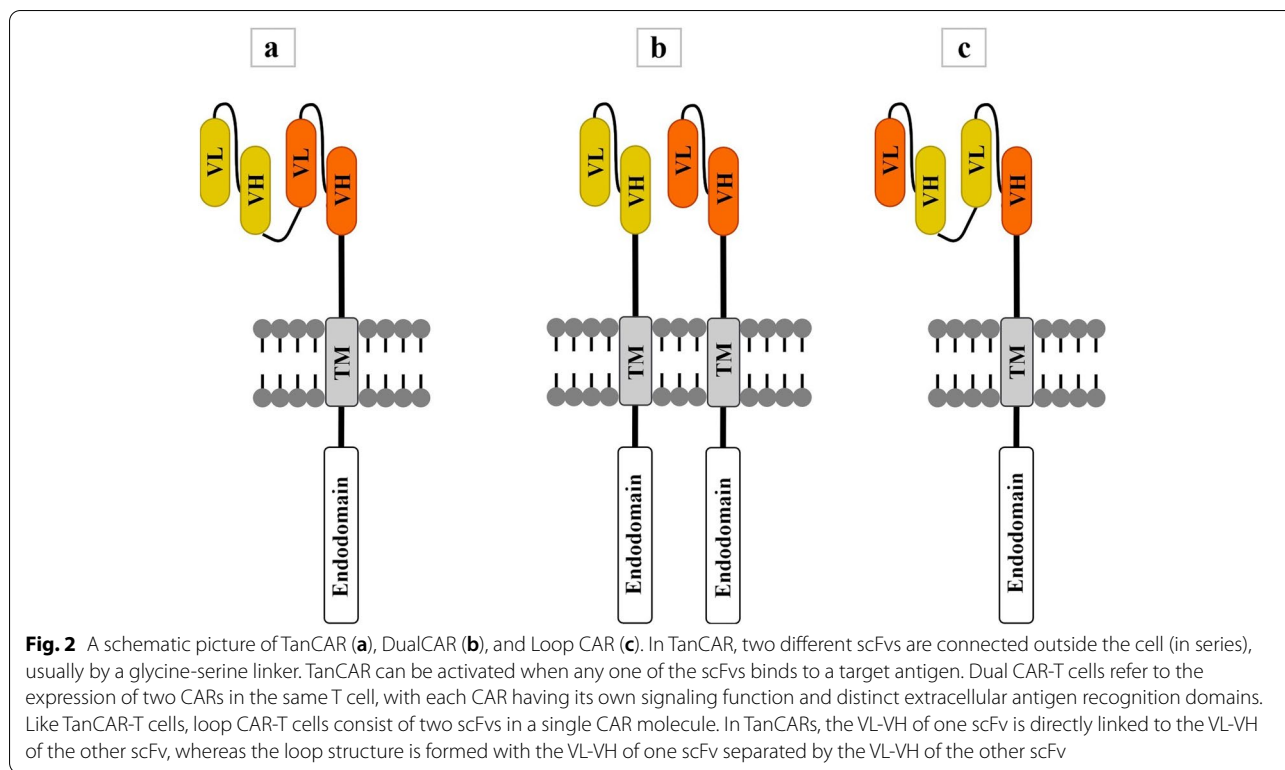 a
b
c
VL
VH
VL
VH
TM
Endodomain
VL
VH
VL
VH
TM
TM
Endodomain
Endodomain
VL
VH
VL
VH
TM
Endodomain
Fig. 2 A schematic picture of TanCAR (a), DualCAR (b), and Loop CAR (c). In TanCAR, two different scFvs are connected outside the cell (in series),
usually by a glycine-serine linker. TanCAR can be activated when any one of the scFvs binds to a target antigen. Dual CAR-T cells refer to the
expression of two CARs in the same T cell, with each CAR having its own signaling function and distinct extracellular antigen recognition domains.
Like TanCAR-T cells, loop CAR-T cells consist of two scFvs in a single CAR molecule. In TanCARs, the VL-VH of one scFv is directly linked to the VL-VH
of the other scFv, whereas the loop structure is formed with the VL-VH of one scFv separated by the VL-VH of the other scFv